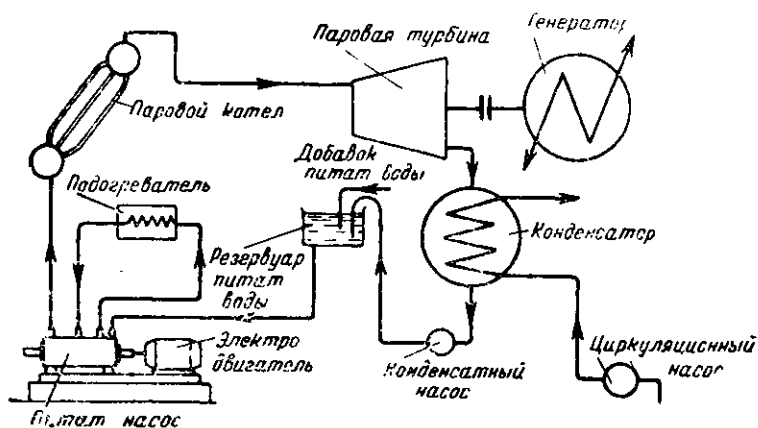 Паровая турбина
Генератор
Паровой котел
Добавок
питат воды
Подогреватель
Конденсатор
Резервуар
питат
воды
Электро
двигатель
Циркуляционный
насос
Конденсатный
насос
Питат насос